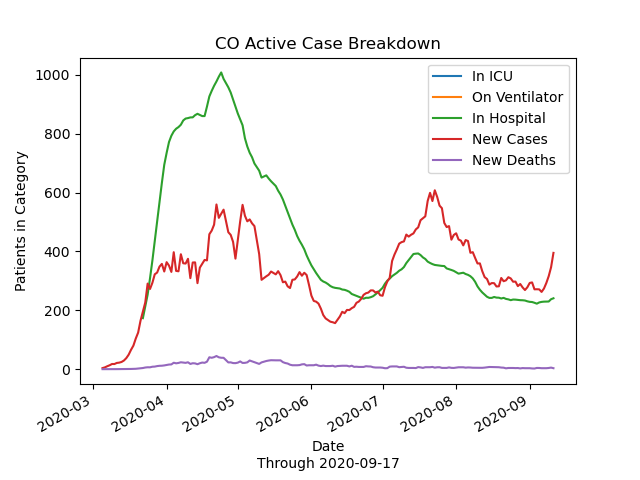 CO Active Case Breakdown
In ICU
On Ventilator
In Hospital
New Cases
New Deaths
Patients in Category
1000
800
600
400
200
0
2020-03
2020-04
2020-05
2020-06
2020-07
2020-08
2020-09
Date
Through 2020-09-17